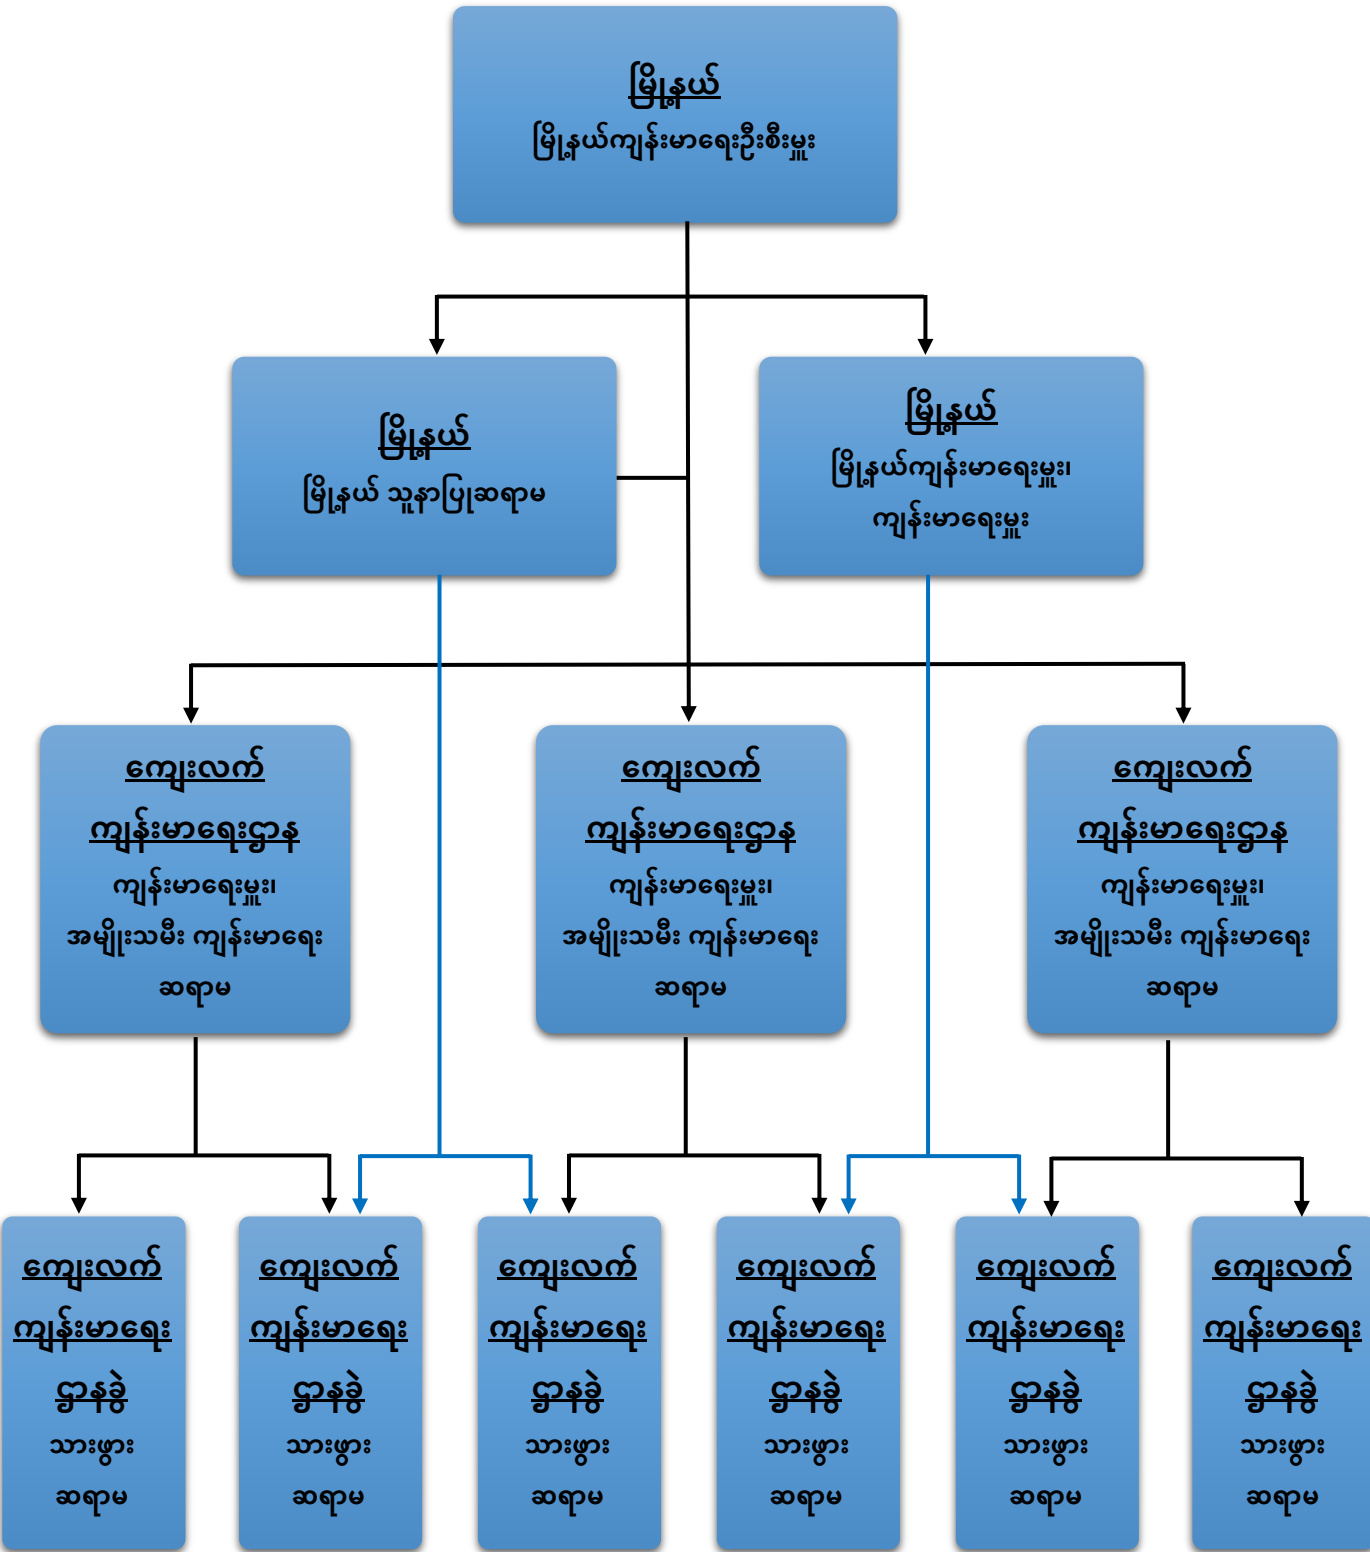 မြို့နယ်
မြို့နယ်ကျန်းမာရေးဦးစီးမှူး
မြို့နယ်
မြို့နယ် သူနာပြုဆရာမ
မြို့နယ်
မြို့နယ်ကျန်းမာရေးမှူး၊
ကျန်းမာရေးမှူး
ကျေးလက်
ကျန်းမာရေးဌာန
ကျန်းမာရေးမှူး၊
အမျိုးသမီး ကျန်းမာရေး
ဆရာမ
ကျေးလက်
ကျန်းမာရေးဌာန
ကျန်းမာရေးမှူး၊
အမျိုးသမီး ကျန်းမာရေး
ဆရာမ
ကျေးလက်
ကျန်းမာရေးဌာန
ကျန်းမာရေးမှူး၊
အမျိုးသမီး ကျန်းမာရေး
ဆရာမ
ကျေးလက်
ကျန်းမာရေး
ဌာနခွဲ
သားဖွား
ဆရာမ
ကျေးလက်
ကျန်းမာရေး
ဌာနခွဲ
သားဖွား
ဆရာမ
ကျေးလက်
ကျန်းမာရေး
ဌာနခွဲ
သားဖွား
ဆရာမ
ကျေးလက်
ကျန်းမာရေး
ဌာနခွဲ
သားဖွား
ဆရာမ
ကျေးလက်
ကျန်းမာရေး
ဌာနခွဲ
သားဖွား
ဆရာမ
ကျေးလက်
ကျန်းမာရေး
ဌာနခွဲ
သားဖွား
ဆရာမ